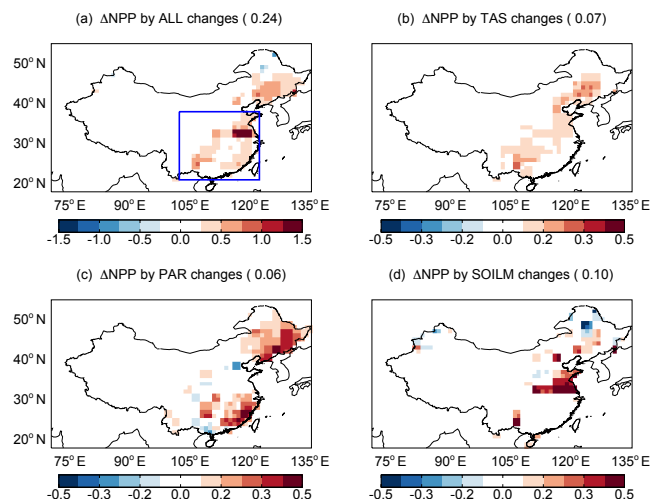 (a) ΔNPP by ALL changes ( 0.24)
(b) ΔNPP by TAS changes ( 0.07)
50° N
40° N
30° N
20° N
50° N
40° N
30° N
20° N
75° E 90° E 105° E 120° E 135° E
75° E 90° E 105° E 120° E 135° E
-1.5 -1.0 -0.5 0.0 0.5 1.0 1.5
-0.5 -0.3 -0.2 0.0 0.2 0.3 0.5
(c) ΔNPP by PAR changes ( 0.06)
(d) ΔNPP by SOILM changes ( 0.10)
50° N
40° N
30° N
20° N
50° N
40° N
30° N
20° N
75° E 90° E 105° E 120° E 135° E
75° E 90° E 105° E 120° E 135° E
-0.5 -0.3 -0.2 0.0 0.2 0.3 0.5
-0.5 -0.3 -0.2 0.0 0.2 0.3 0.5